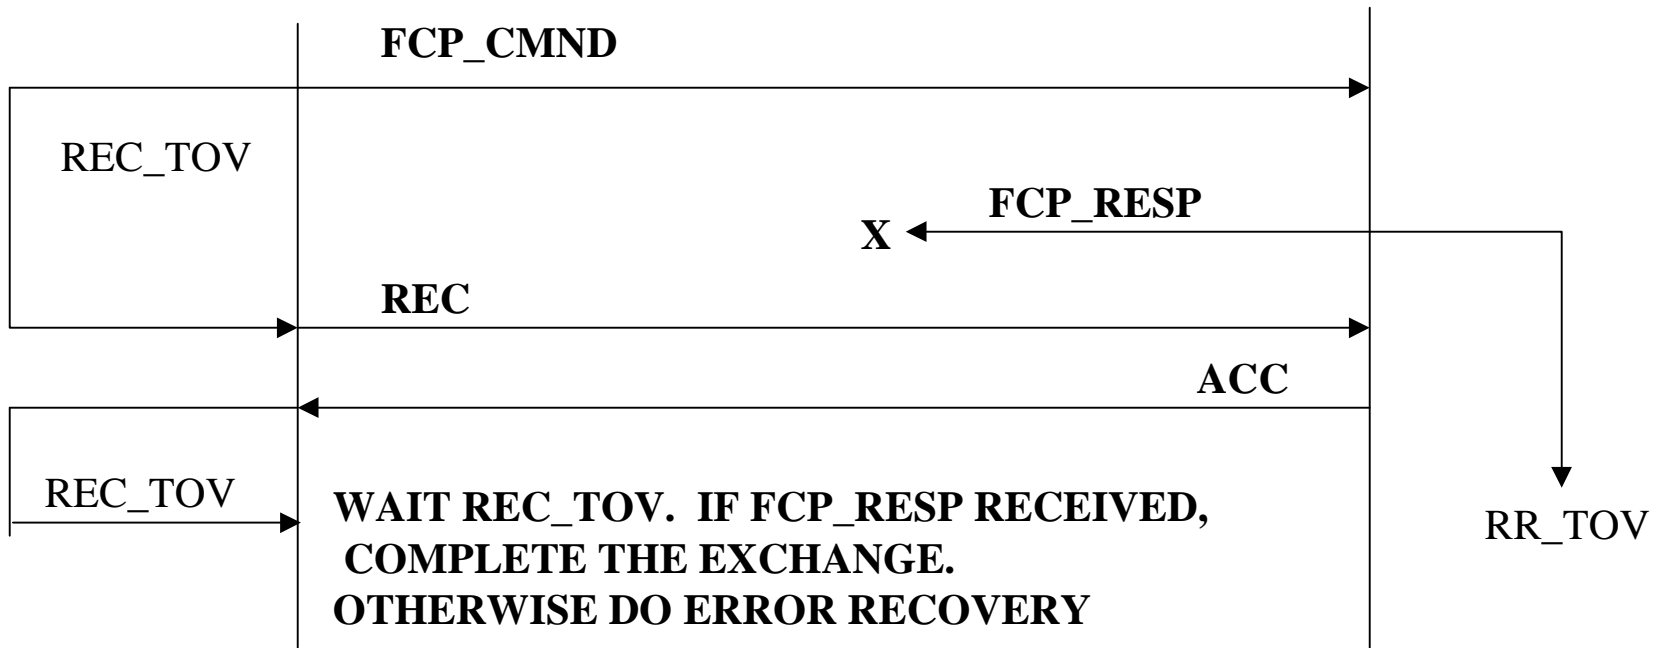 FCP_CMND
REC_TOV
FCP_RESP
X
REC
ACC
REC_TOV
WAIT REC_TOV. IF FCP_RESP RECEIVED,
COMPLETE THE EXCHANGE.
OTHERWISE DO ERROR RECOVERY
RR_TOV